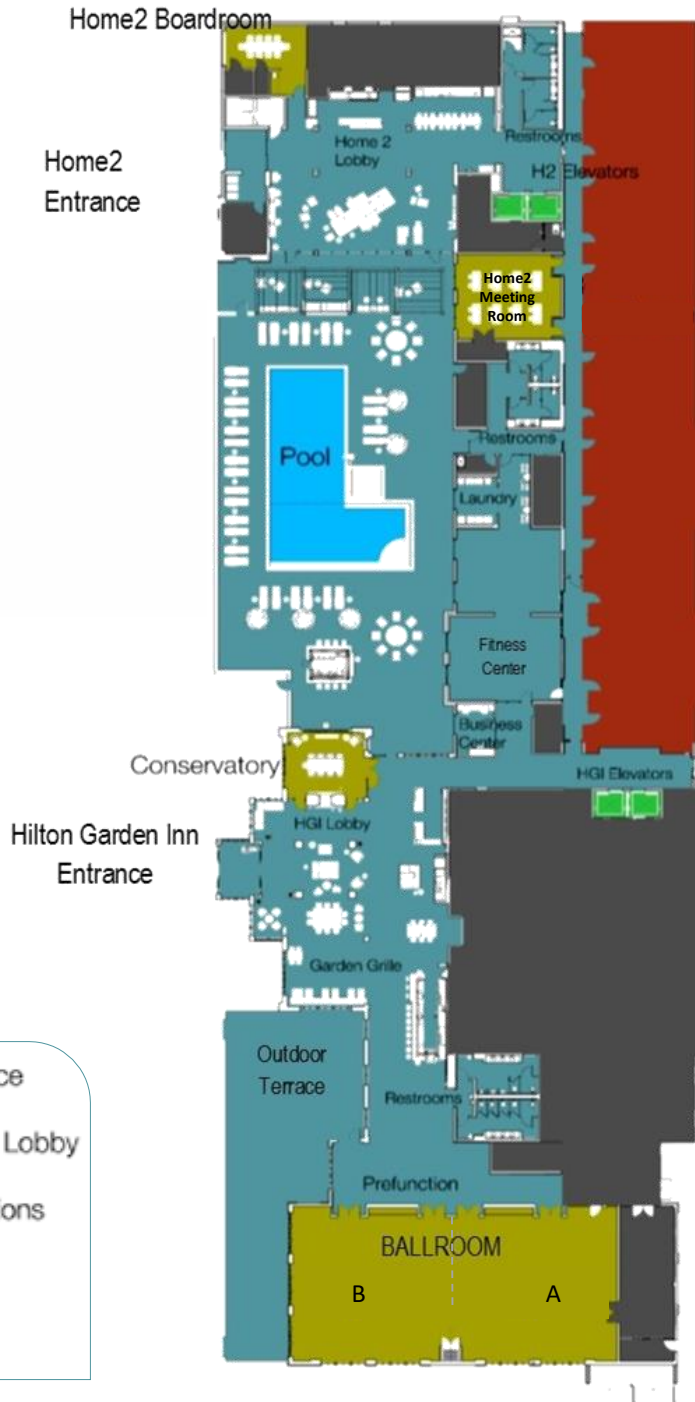 Home2 Boardroom
Home 2
Lobby
Restrooms
Home2
Entrance
H2 Elevators
Home2
Meeting
Room
Pool
Restrooms
Laundry
Fitness
Center
Business
Center
Conservatory
HGI Elevators
HGI Lobby
Hilton Garden Inn
Entrance
Garden Grille
Outdoor
Terrace
ce
Lobby
ons
Restrooms
Prefunction
BALLROOM
B
A